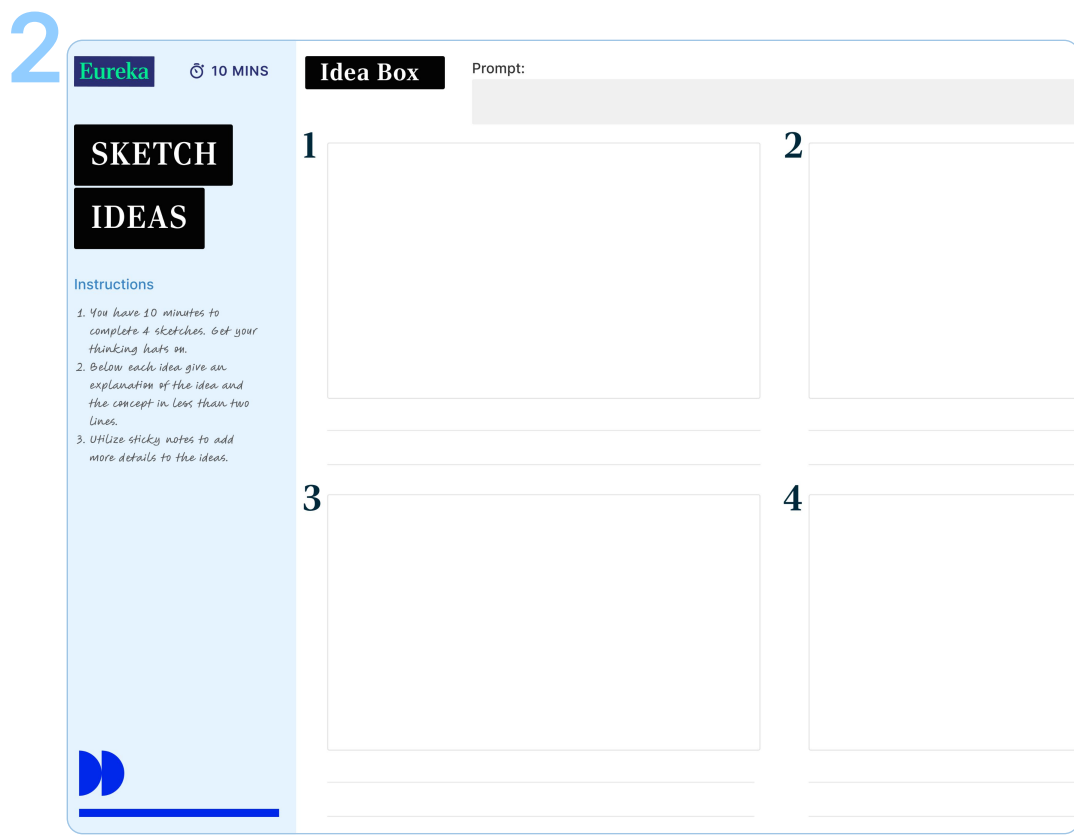 2
Eureka
10 MINS
SKETCH
IDEAS
Instructions
1. You have 10 minutes to
complete 4 sketches. Get your
thinking hats on.
2. Below each idea give an
explanation of the idea and
the concept in less than two
lines.
3. Utilize sticky notes to add
more details to the ideas.
Idea Box
Prompt:
1
2
3
4